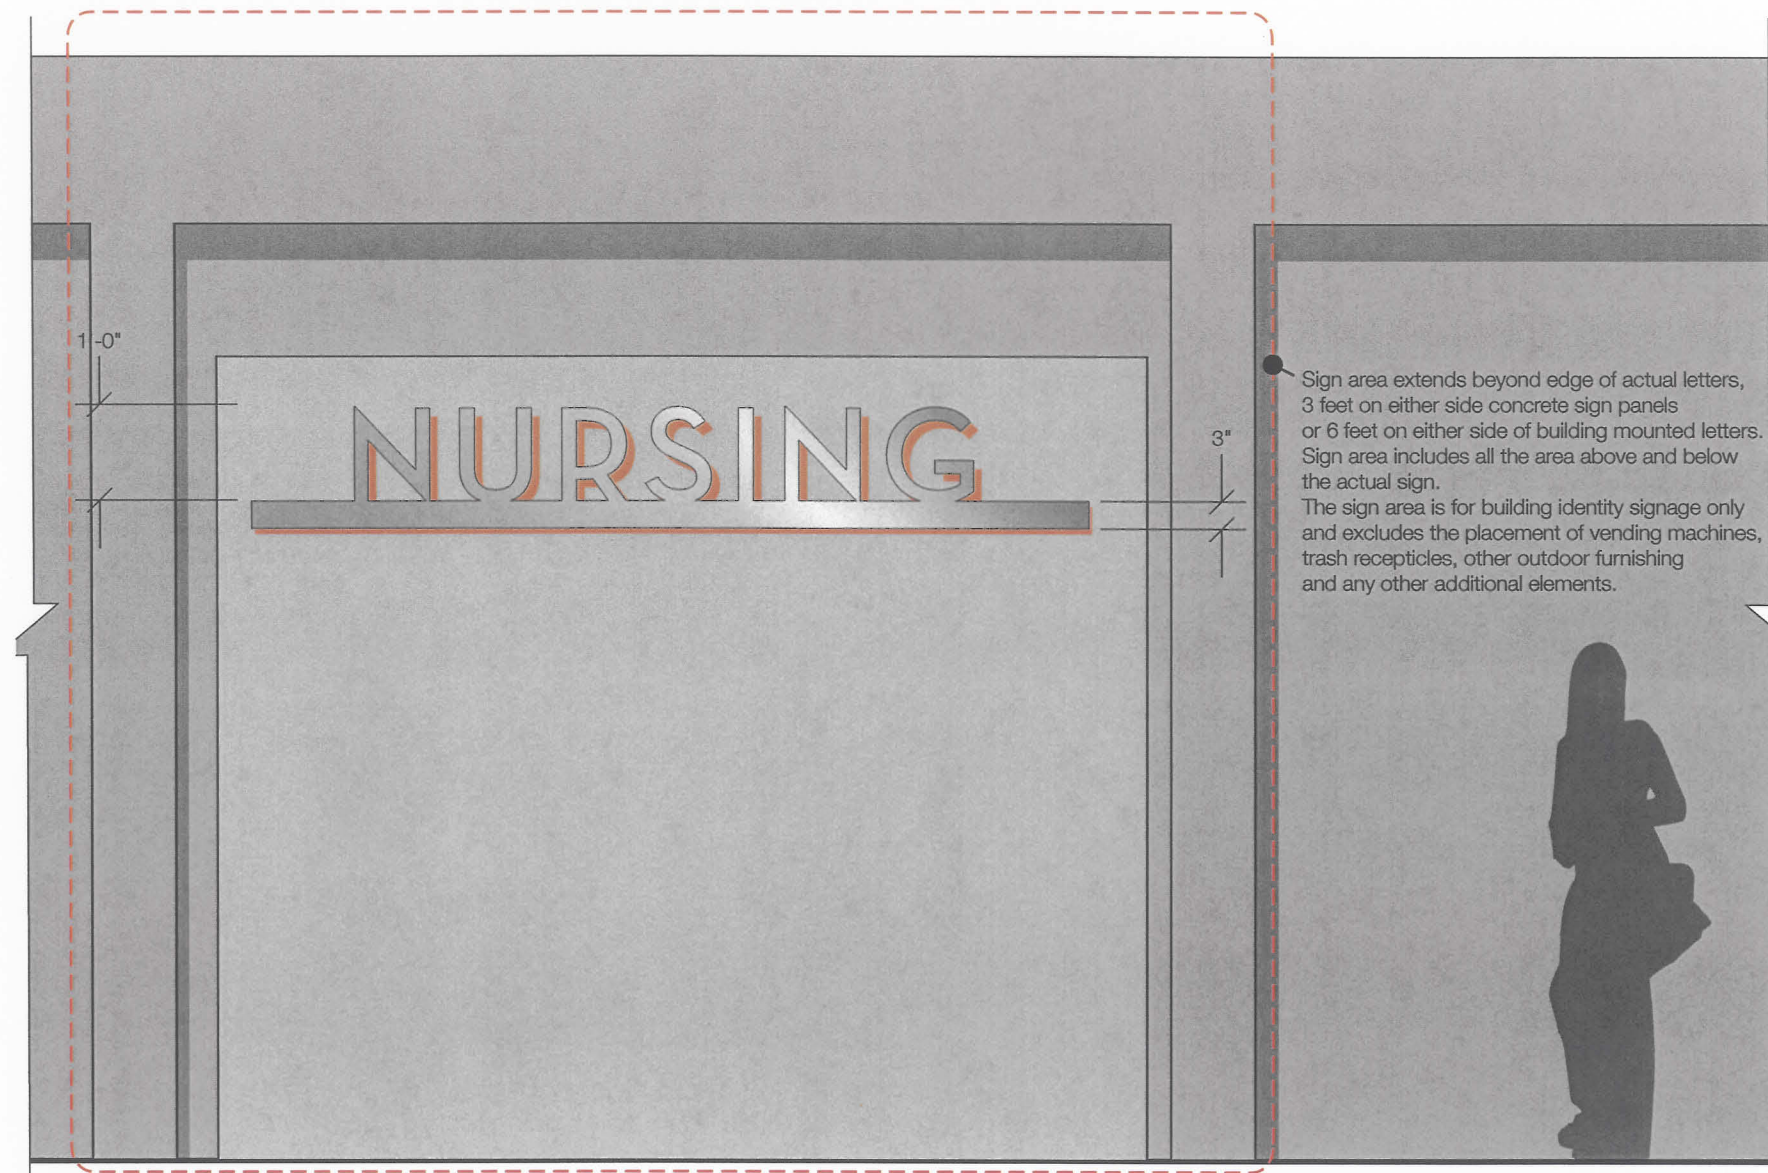 1'-0"
NURSING
3"
Sign area extends beyond edge of actual letters,
3 feet on either side concrete sign panels
or 6 feet on either side of building mounted letters.
Sign area includes all the area above and below
the actual sign.
The sign area is for building identity signage only
and excludes the placement of vending machines,
trash recepticles, other outdoor furnishing
and any other additional elements.